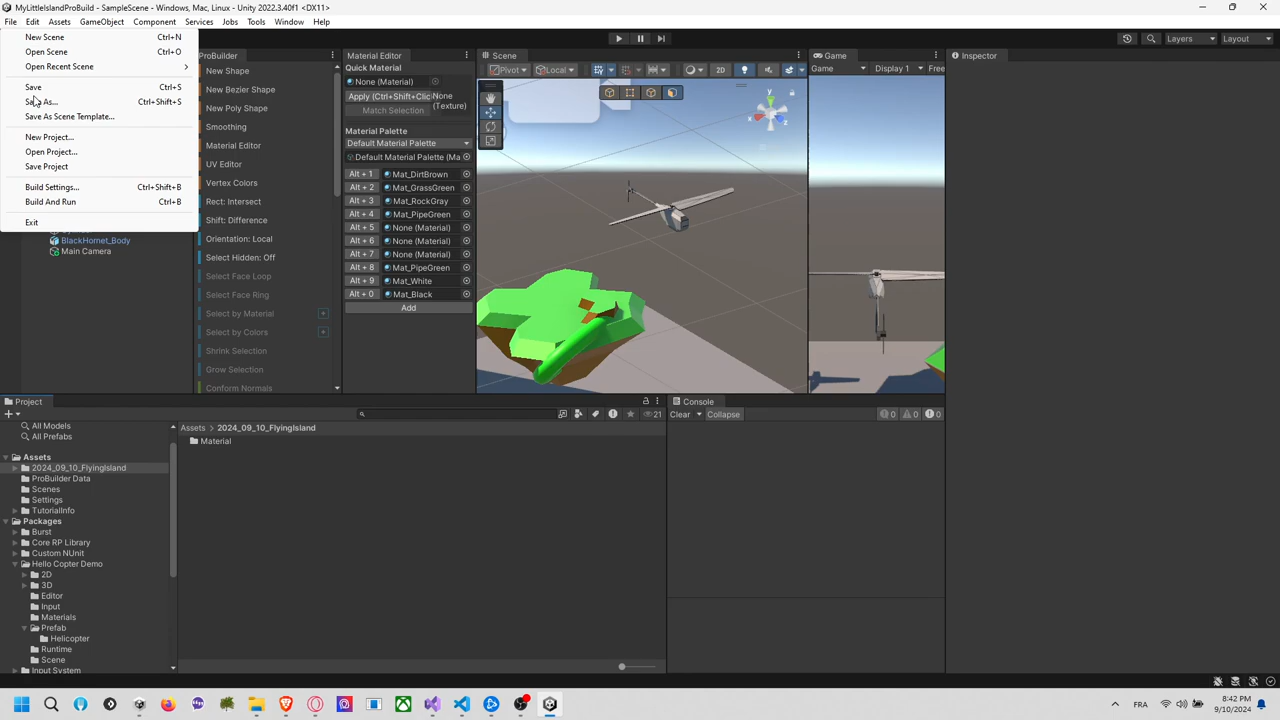 MyLittleIslandProBuild - SampleScene - Windows, Mac, Linux - Unity 2022.3.40f1 <DX11>
File Edit Assets GameObject Component Services Jobs Tools Window Help
Layers Layout
New Scene Ctrl+N
Open Scene Ctrl+O
Open Recent Scene
Save Ctrl+S
Save As... Ctrl+Shift+S
Save As Scene Template...
New Project...
Open Project...
Save Project
Build Settings... Ctrl+Shift+B
Build And Run Ctrl+B
Exit
BlackHornet_Body
Main Camera
ProBuilder
New Shape
New Bezier Shape
New Poly Shape
Smoothing
Material Editor
UV Editor
Vertex Colors
Rect: Intersect
Shift: Difference
Orientation: Local
Select Hidden: Off
Select Face Loop
Select Face Ring
Select by Material
Select by Colors
Shrink Selection
Grow Selection
Conform Normals
Material Editor
Quick Material
None (Material)
Apply (Ctrl+Shift+Clic
None
(Texture)
Match Selection
Material Palette
Default Material Palette
Default Material Palette (Ma
Alt + 1 Mat_DirtBrown
Alt + 2 Mat_GrassGreen
Alt + 3 Mat_RockGray
Alt + 4 Mat_PipeGreen
Alt + 5 None (Material)
Alt + 6 None (Material)
Alt + 7 None (Material)
Alt + 8 Mat_PipeGreen
Alt + 9 Mat_White
Alt + 0 Mat_Black
Add
Scene
Pivot Local 2D
y
x
z
Game
Game Display 1 Free
Inspector
Project
21
All Models
All Prefabs
Assets
2024_09_10_FlyingIsland
ProBuilder Data
Scenes
Settings
TutorialInfo
Packages
Burst
Core RP Library
Custom NUnit
Hello Copter Demo
2D
3D
Editor
Input
Materials
Prefab
Helicopter
Runtime
Scene
Input System
Assets > 2024_09_10_FlyingIsland
Material
Console
Clear Collapse 0 0 0
FRA
8:42 PM
9/10/2024